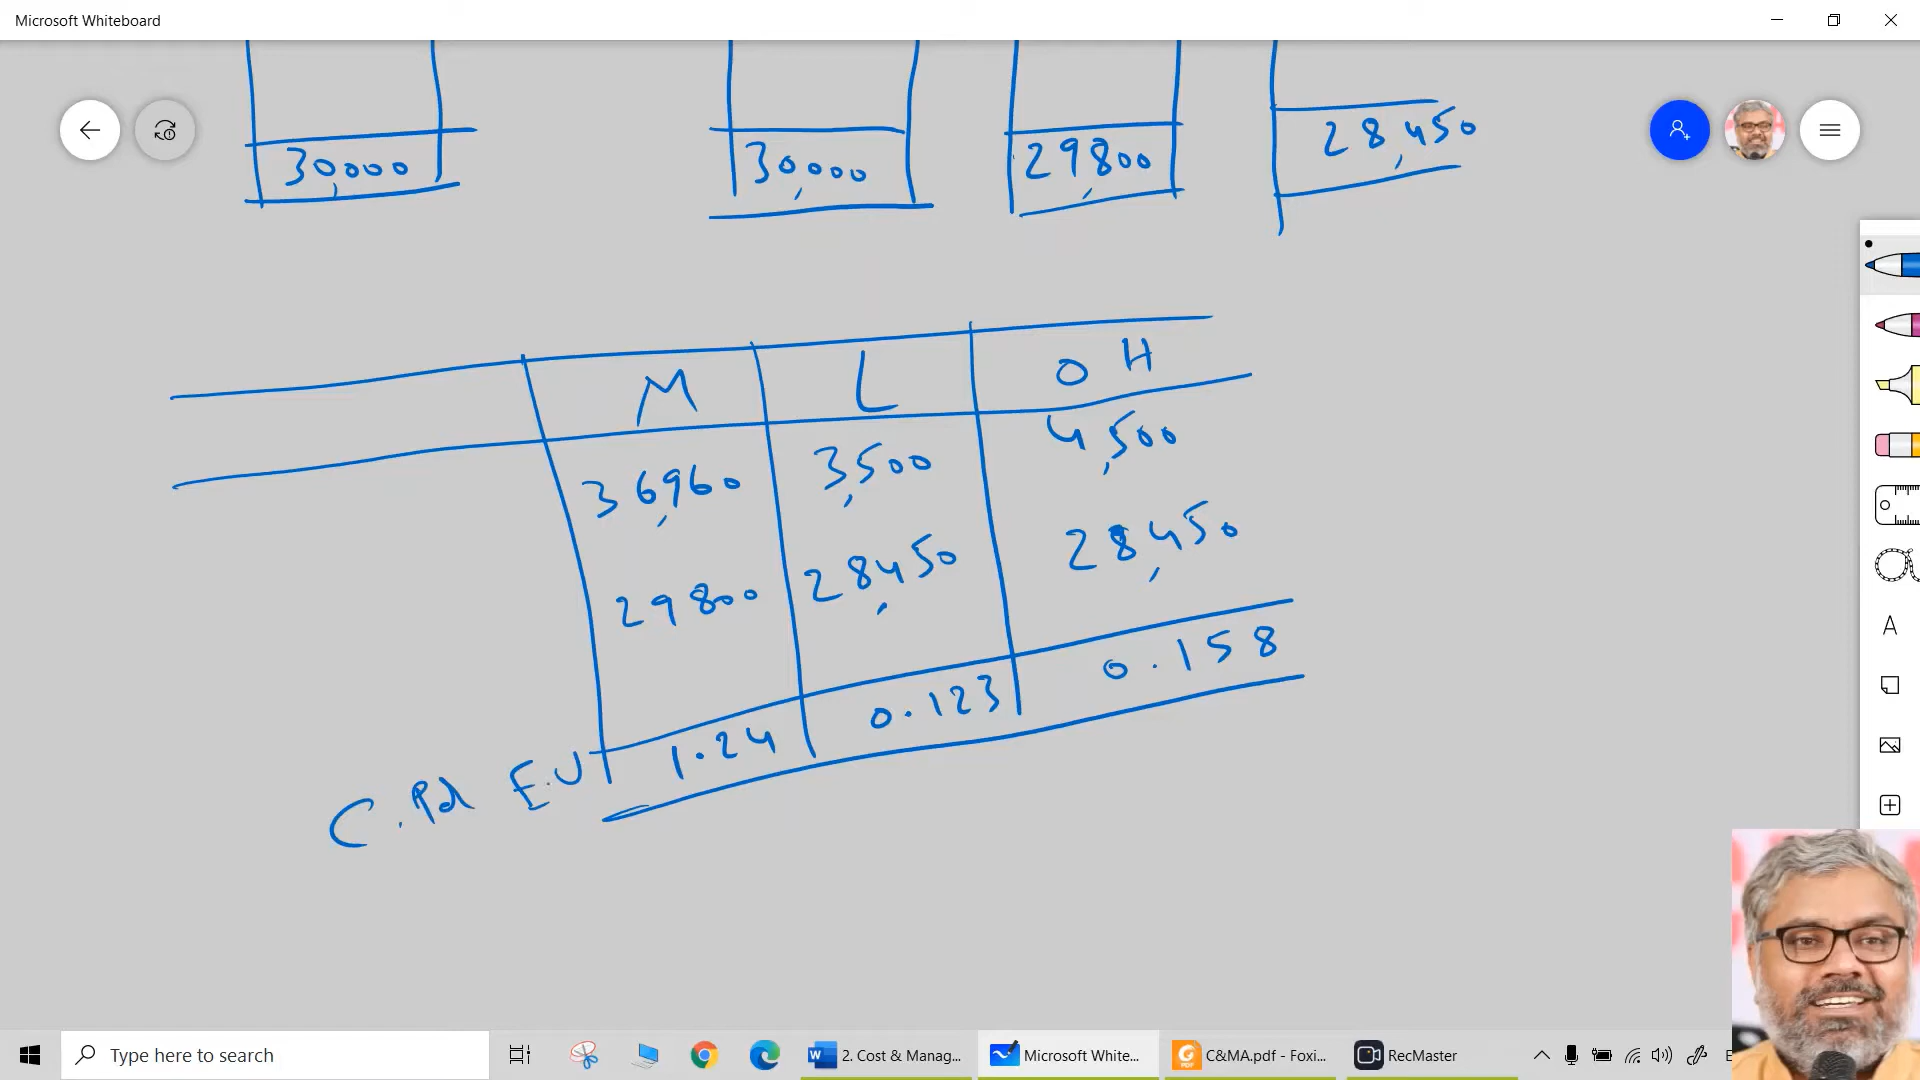 Microsoft Whiteboard
30,000 30,000 29,800 28,450
M L OH
36,960 3,500 4,500
29800 28,450 28,450
C. Pd E.U 1.24 0.123 0.158
A
Type here to search
2. Cost & Manag...
Microsoft White...
C&MA.pdf - Foxi...
RecMaster